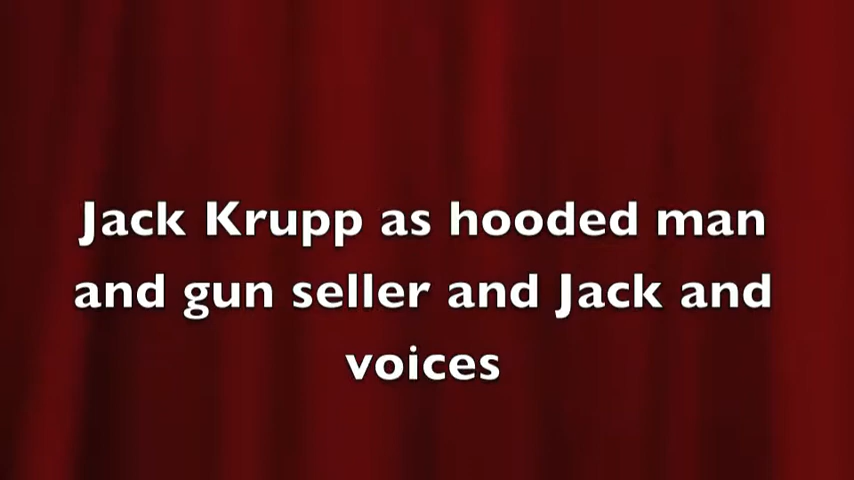 Jack Krupp as hooded man
and gun seller and Jack and
voices